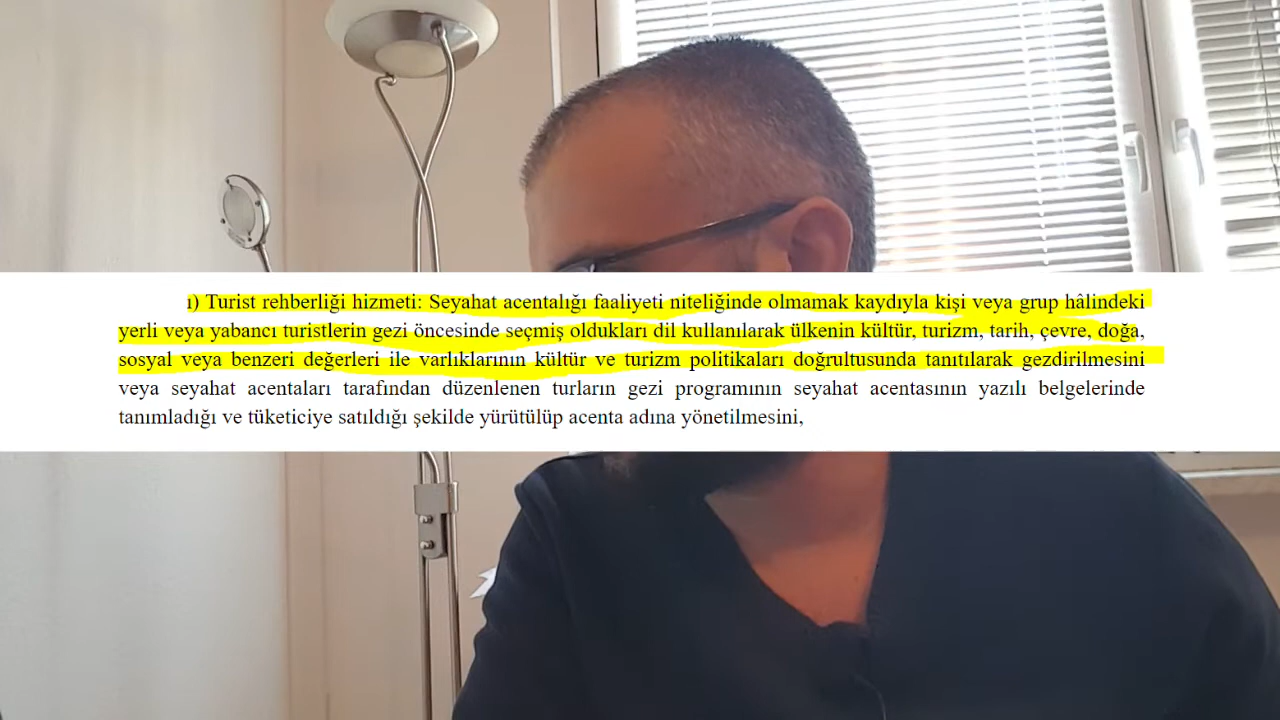 ı) Turist rehberliği hizmeti: Seyahat acentalığı faaliyeti niteliğinde olmamak kaydıyla kişi veya grup hâlindeki
yerli veya yabancı turistlerin gezi öncesinde seçmiş oldukları dil kullanılarak ülkenin kültür, turizm, tarih, çevre, doğa,
sosyal veya benzeri değerleri ile varlıklarının kültür ve turizm politikaları doğrultusunda tanıtılarak gezdirilmesini
veya seyahat acentaları tarafından düzenlenen turların gezi programının seyahat acentasının yazılı belgelerinde
tanımladığı ve tüketiciye satıldığı şekilde yürütülüp acenta adına yönetilmesini,